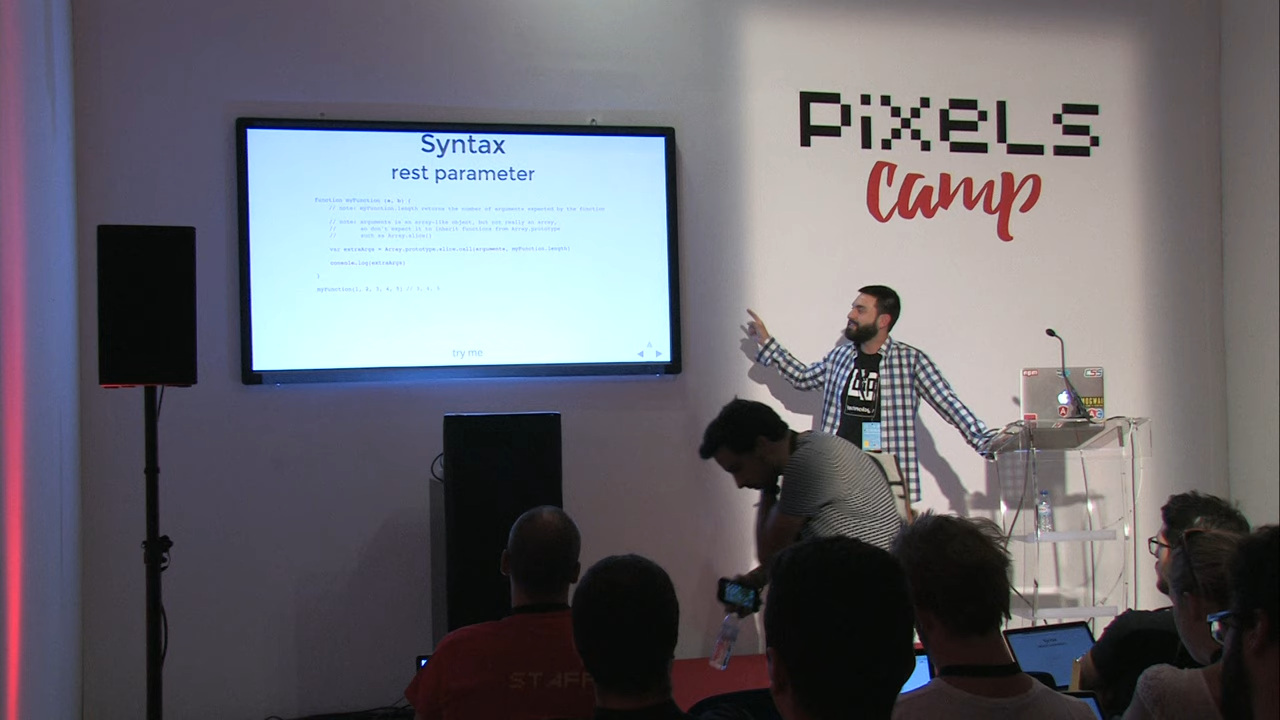 PiXELS
camp
Syntax
rest parameter
function myFunction (a, b) {
// note: myFunction.length returns the number of arguments expected by the function
// note: arguments is an array-like object, but not really an array,
// so don't expect it to inherit functions from Array.prototype
// such as Array.slice()
var extraArgs = Array.prototype.slice.call(arguments, myFunction.length)
console.log(extraArgs)
}
myFunction(1, 2, 3, 4, 5) // 3, 4, 5
try me
STAFF